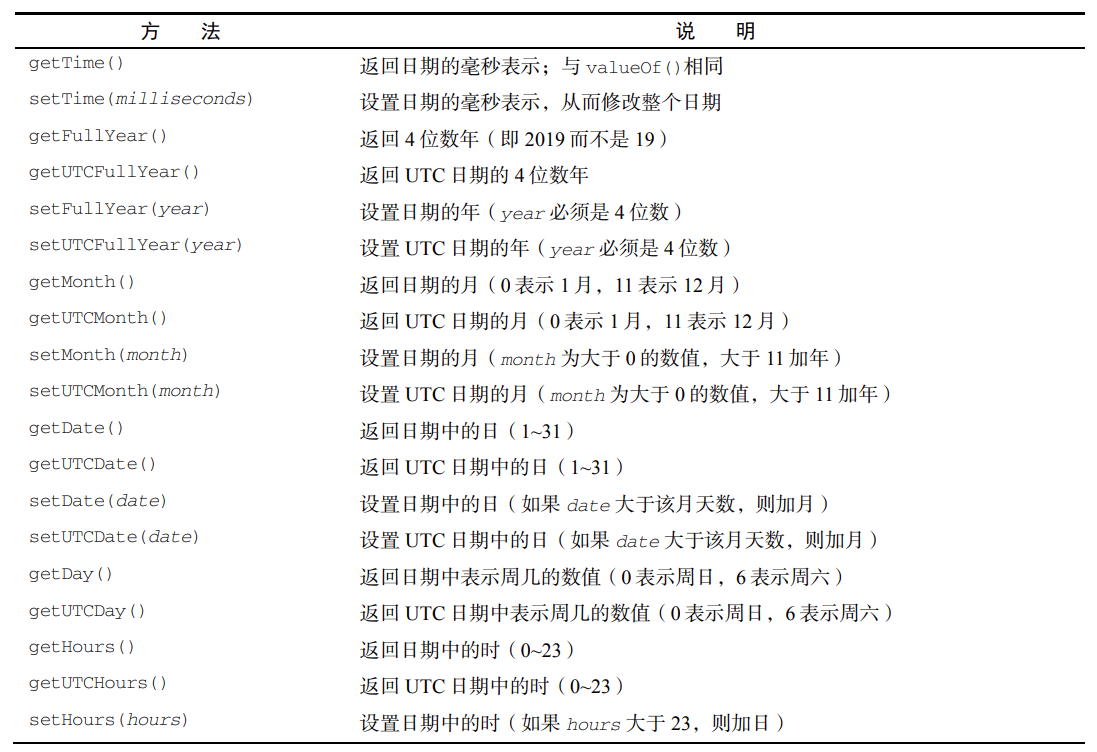 方 法 说 明
getTime() 返回日期的毫秒表示；与 valueOf()相同
setTime(milliseconds) 设置日期的毫秒表示，从而修改整个日期
getFullYear() 返回 4 位数年（即 2019 而不是 19）
getUTCFullYear() 返回 UTC 日期的 4 位数年
setFullYear(year) 设置日期的年（year 必须是 4 位数）
setUTCFullYear(year) 设置 UTC 日期的年（year 必须是 4 位数）
getMonth() 返回日期的月（0 表示 1 月，11 表示 12 月）
getUTCMonth() 返回 UTC 日期的月（0 表示 1 月，11 表示 12 月）
setMonth(month) 设置日期的月（month 为大于 0 的数值，大于 11 加年）
setUTCMonth(month) 设置 UTC 日期的月（month 为大于 0 的数值，大于 11 加年）
getDate() 返回日期中的日（1~31）
getUTCDate() 返回 UTC 日期中的日（1~31）
setDate(date) 设置日期中的日（如果 date 大于该月天数，则加月）
setUTCDate(date) 设置 UTC 日期中的日（如果 date 大于该月天数，则加月）
getDay() 返回日期中表示周几的数值（0 表示周日，6 表示周六）
getUTCDay() 返回 UTC 日期中表示周几的数值（0 表示周日，6 表示周六）
getHours() 返回日期中的时（0~23）
getUTCHours() 返回 UTC 日期中的时（0~23）
setHours(hours) 设置日期中的时（如果 hours 大于 23，则加日）